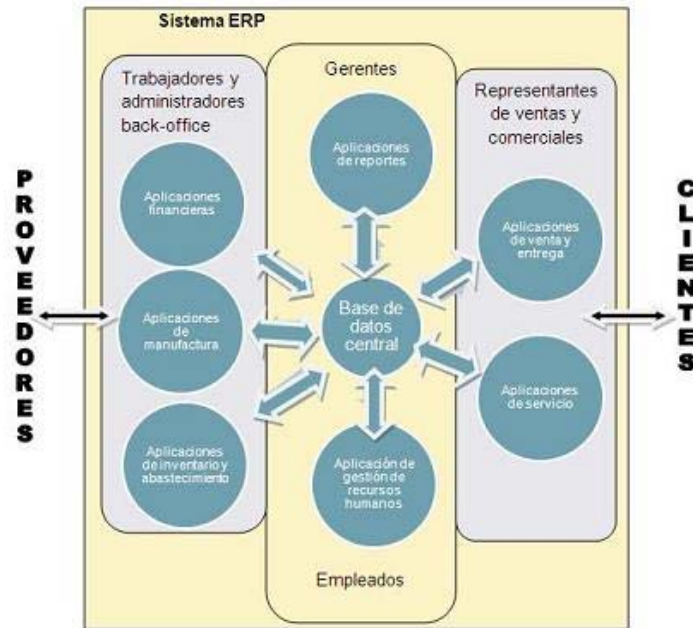 Sistema ERP
Trabajadores y
administradores
back-office
Aplicaciones
financieras
Aplicaciones
de
manufactura
Aplicaciones
de inventario y
abastecimiento
Gerentes
Aplicaciones
de reportes
Base de
datos
central
Aplicación de
gestión de
recursos
humanos
Empleados
Representantes
de ventas y
comerciales
Aplicaciones
de venta y
entrega
Aplicaciones
de servicio
PROVEEDORES
CLIENTES